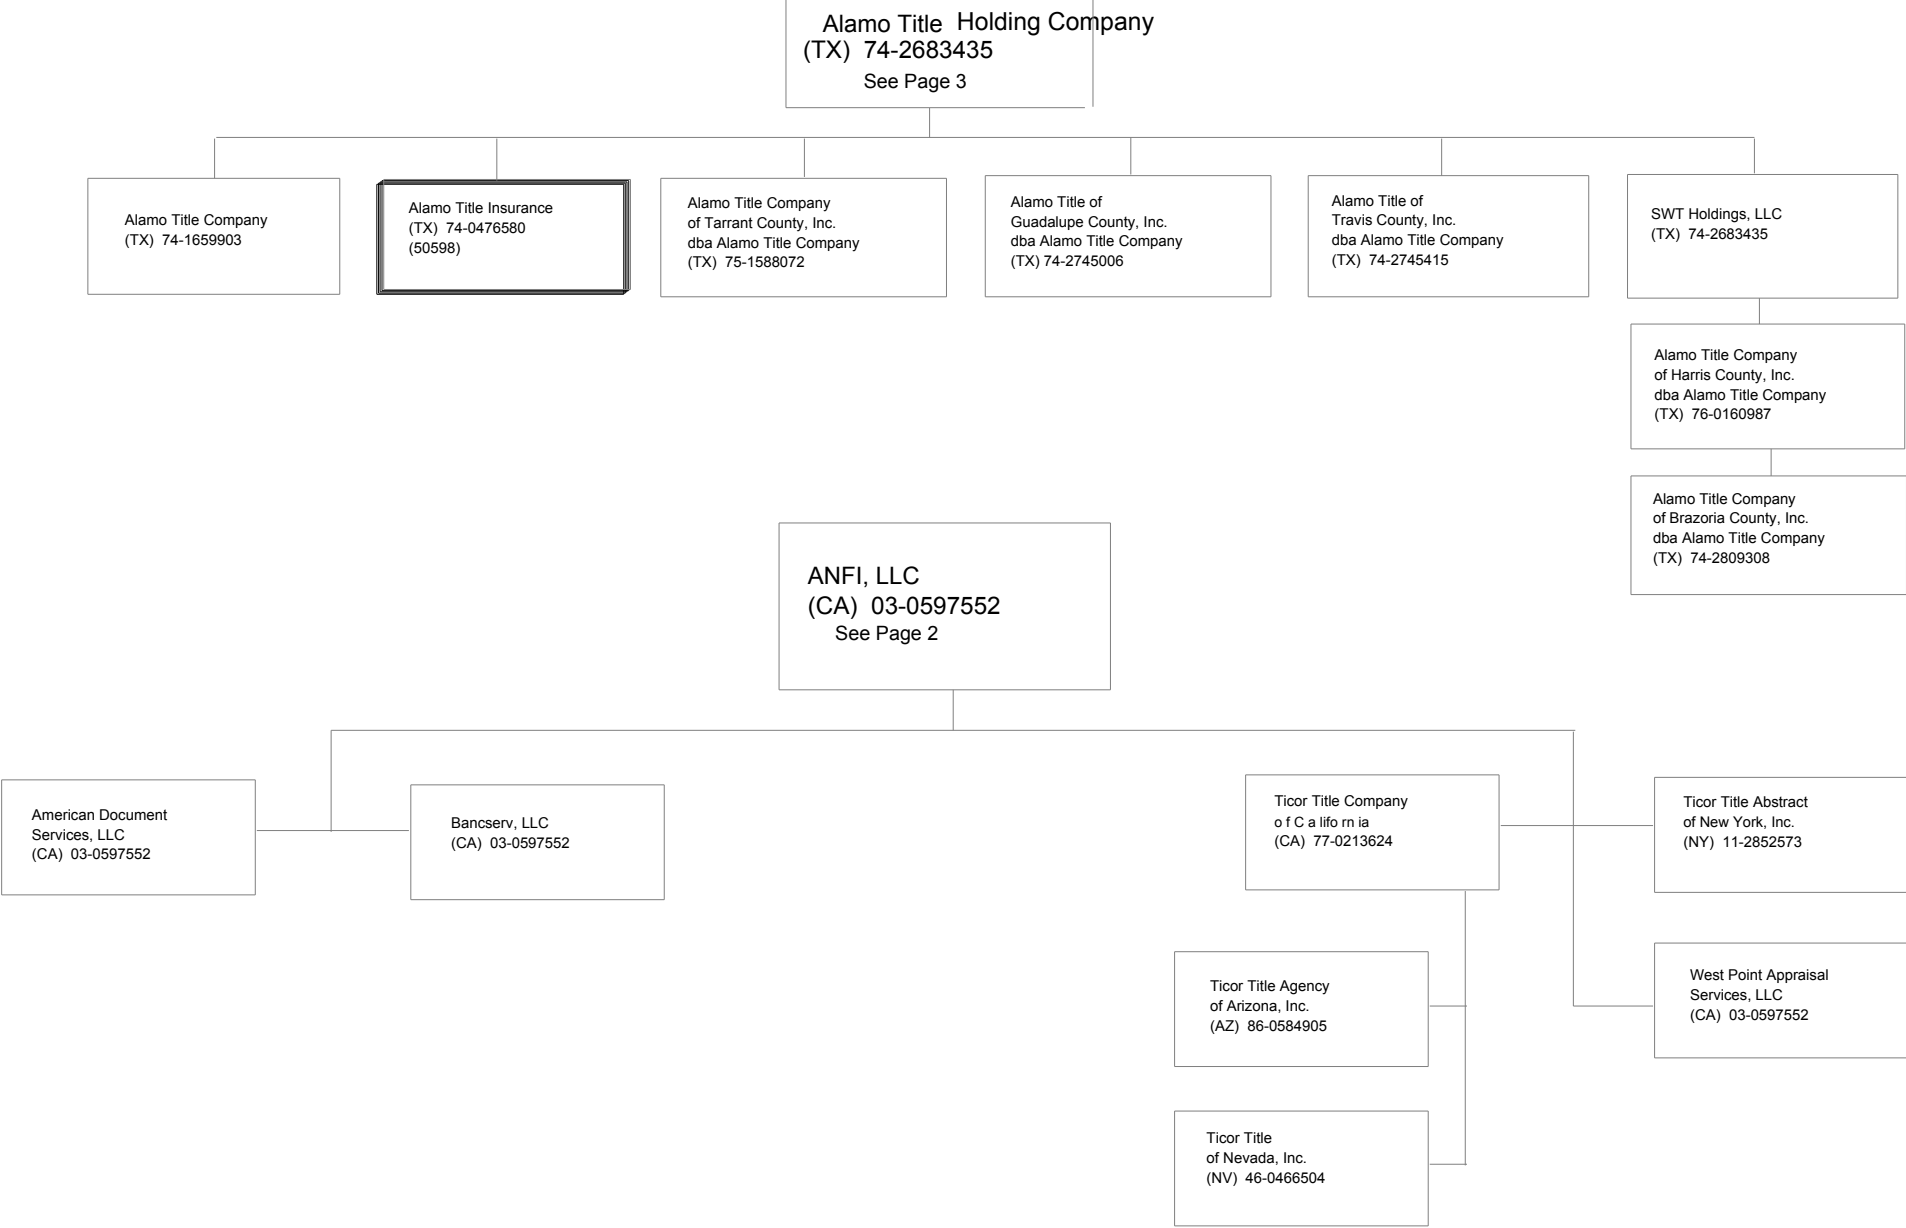 Alamo Title Holding Company
(TX) 74-2683435
See Page 3
Alamo Title Company
(TX) 74-1659903
Alamo Title Insurance
(TX) 74-0476580
(50598)
Alamo Title Company
of Tarrant County, Inc.
dba Alamo Title Company
(TX) 75-1588072
Alamo Title of
Guadalupe County, Inc.
dba Alamo Title Company
(TX) 74-2745006
Alamo Title of
Travis County, Inc.
dba Alamo Title Company
(TX) 74-2745415
SWT Holdings, LLC
(TX) 74-2683435
Alamo Title Company
of Harris County, Inc.
dba Alamo Title Company
(TX) 76-0160987
Alamo Title Company
of Brazoria County, Inc.
dba Alamo Title Company
(TX) 74-2809308
ANFI, LLC
(CA) 03-0597552
See Page 2
American Document
Services, LLC
(CA) 03-0597552
Bancserv, LLC
(CA) 03-0597552
Ticor Title Company
o f C a lifo rn ia
(CA) 77-0213624
Ticor Title Abstract
of New York, Inc.
(NY) 11-2852573
Ticor Title Agency
of Arizona, Inc.
(AZ) 86-0584905
West Point Appraisal
Services, LLC
(CA) 03-0597552
Ticor Title
of Nevada, Inc.
(NV) 46-0466504